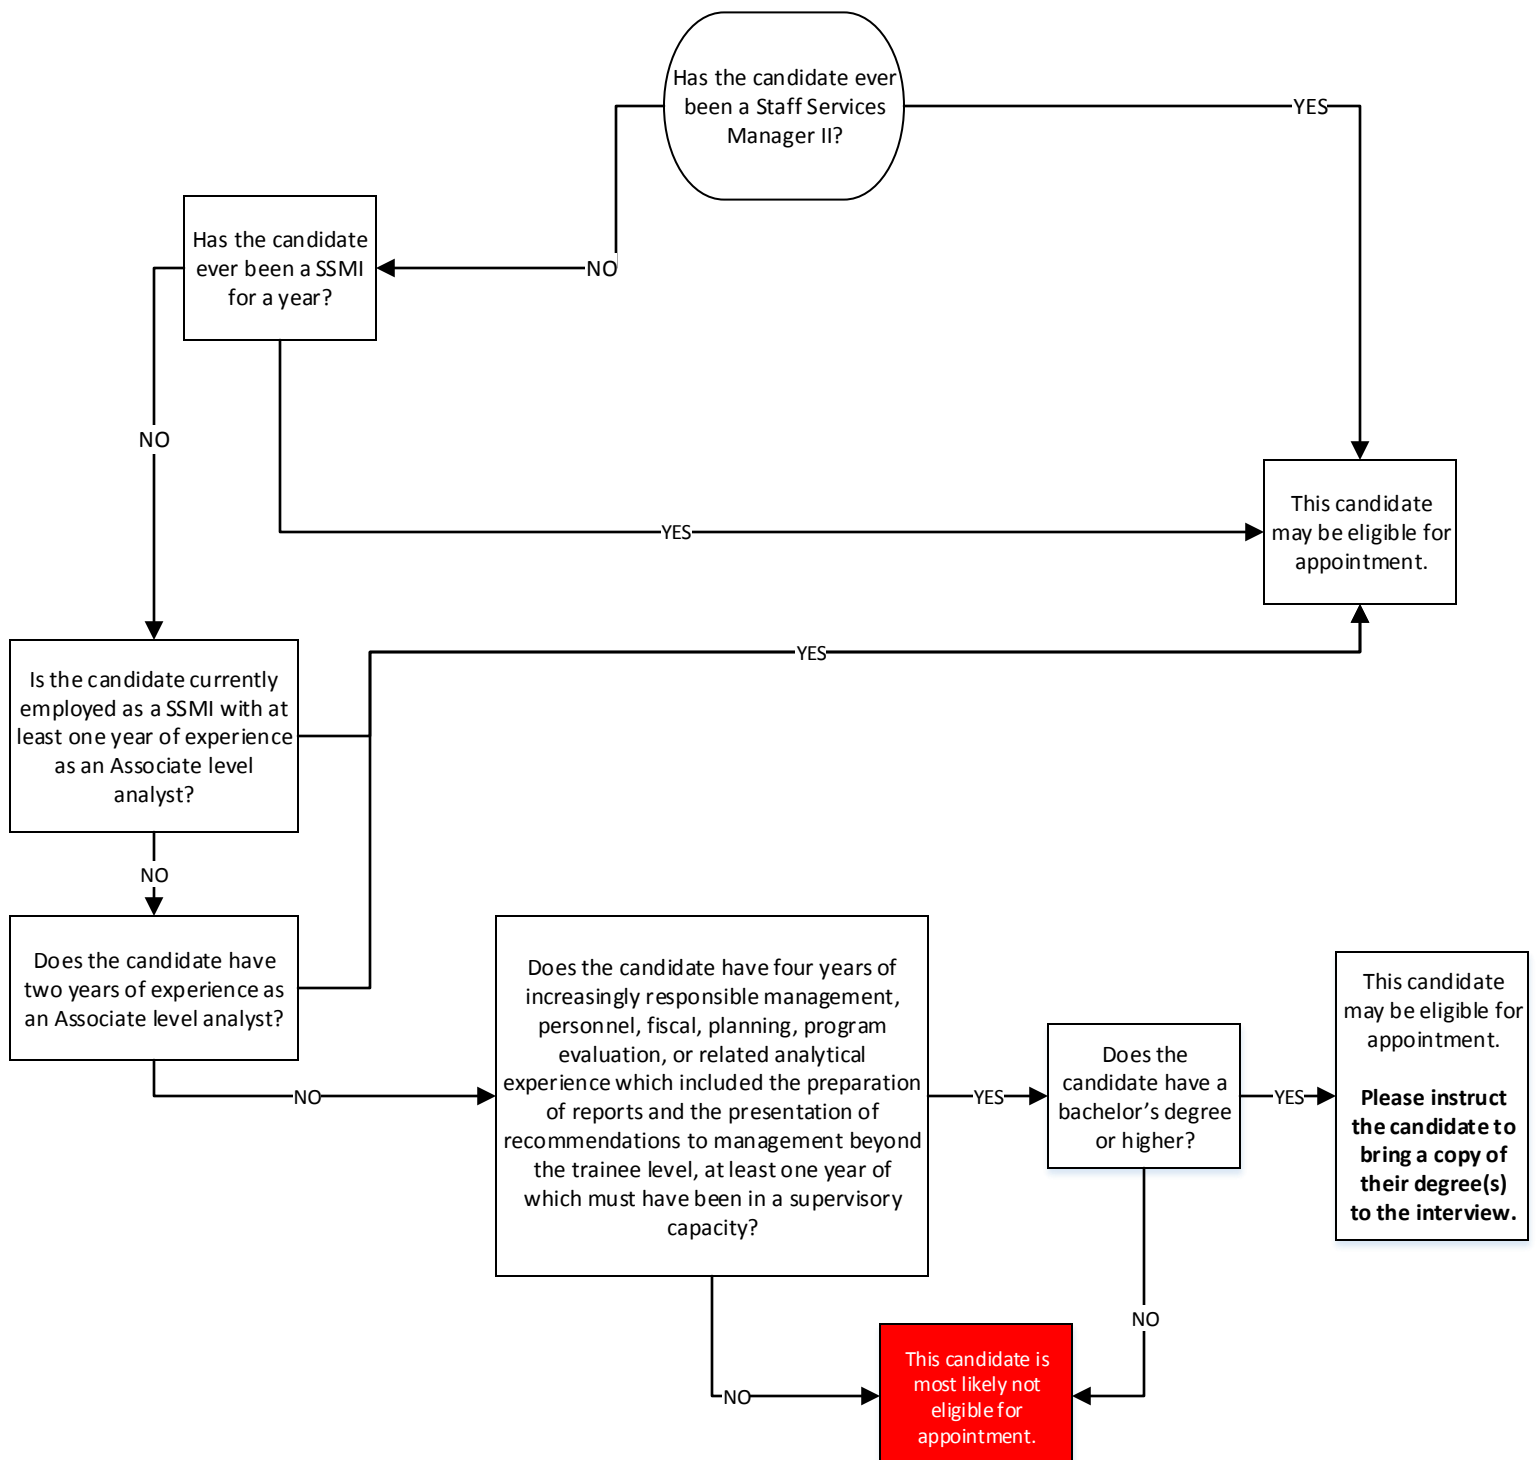 Has the candidate ever
been a Staff Services
Manager II?
YES
NO
Has the candidate
ever been a SSMI
for a year?
NO
YES
This candidate
may be eligible for
appointment.
Is the candidate currently
employed as a SSMI with at
least one year of experience
as an Associate level
analyst?
YES
NO
Does the candidate have
two years of experience as
an Associate level analyst?
NO
Does the candidate have four years of
increasingly responsible management,
personnel, fiscal, planning, program
evaluation, or related analytical
experience which included the preparation
of reports and the presentation of
recommendations to management beyond
the trainee level, at least one year of
which must have been in a supervisory
capacity?
YES
Does the
candidate have a
bachelor’s degree
or higher?
YES
This candidate
may be eligible for
appointment.
Please instruct
the candidate to
bring a copy of
their degree(s)
to the interview.
NO
NO
This candidate is
most likely not
eligible for
appointment.